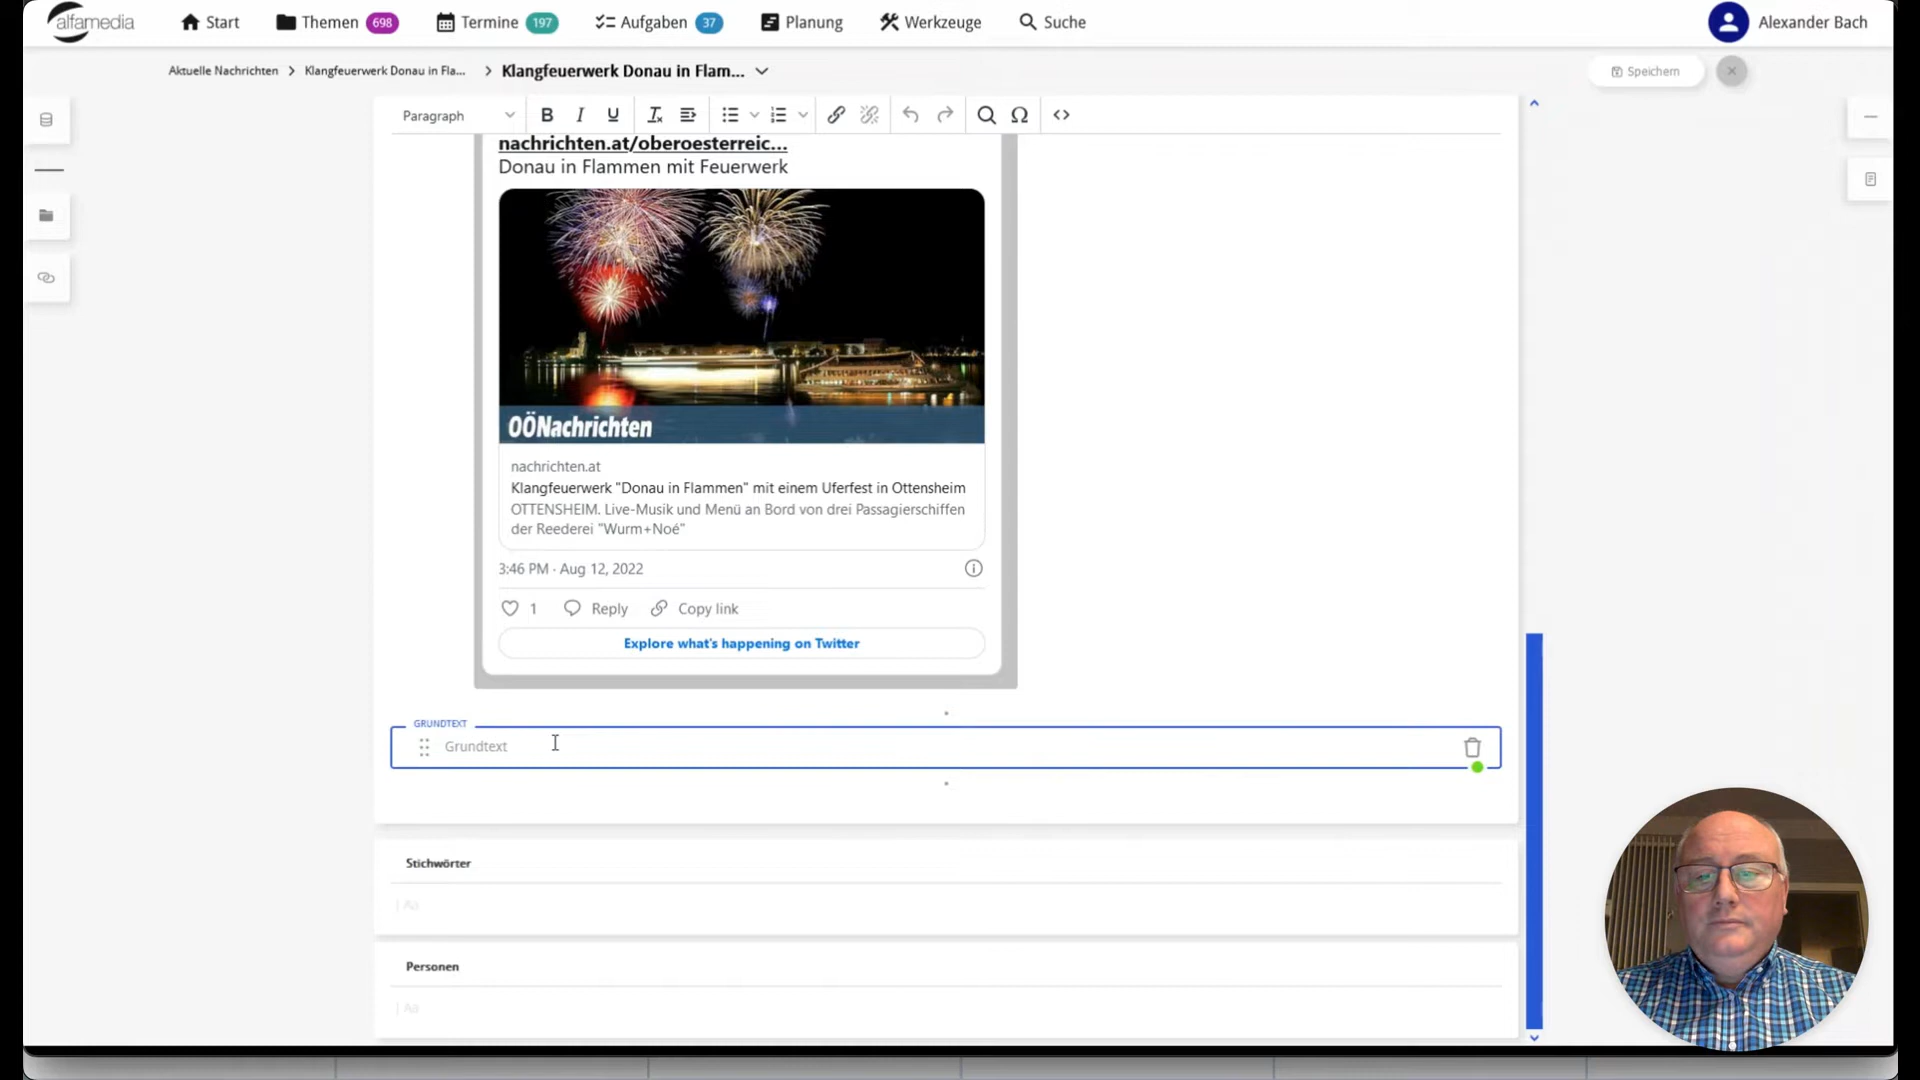 alfamedia
Start
Themen 698
Termine 197
Aufgaben 37
Planung
Werkzeuge
Suche
Alexander Bach
Aktuelle Nachrichten > Klangfeuerwerk Donau in Fla... > Klangfeuerwerk Donau in Flam...
Speichern
Paragraph
B I U
nachrichten.at/oberoesterreic...
Donau in Flammen mit Feuerwerk
OÖNachrichten
nachrichten.at
Klangfeuerwerk "Donau in Flammen" mit einem Uferfest in Ottensheim
OTTENSHEIM. Live-Musik und Menü an Bord von drei Passagierschiffen
der Reederei "Wurm+Noé"
3:46 PM · Aug 12, 2022
1 Reply Copy link
Explore what's happening on Twitter
GRUNDTEXT
Grundtext
Stichwörter
Aa
Personen
Aa